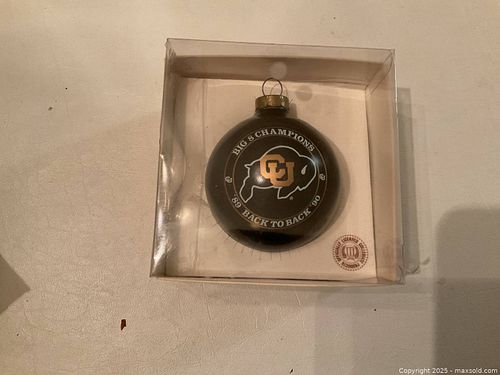 BIG 8 CHAMPIONS
CU
'89 BACK TO BACK '90
Copyright © 2025 - maxsold.com